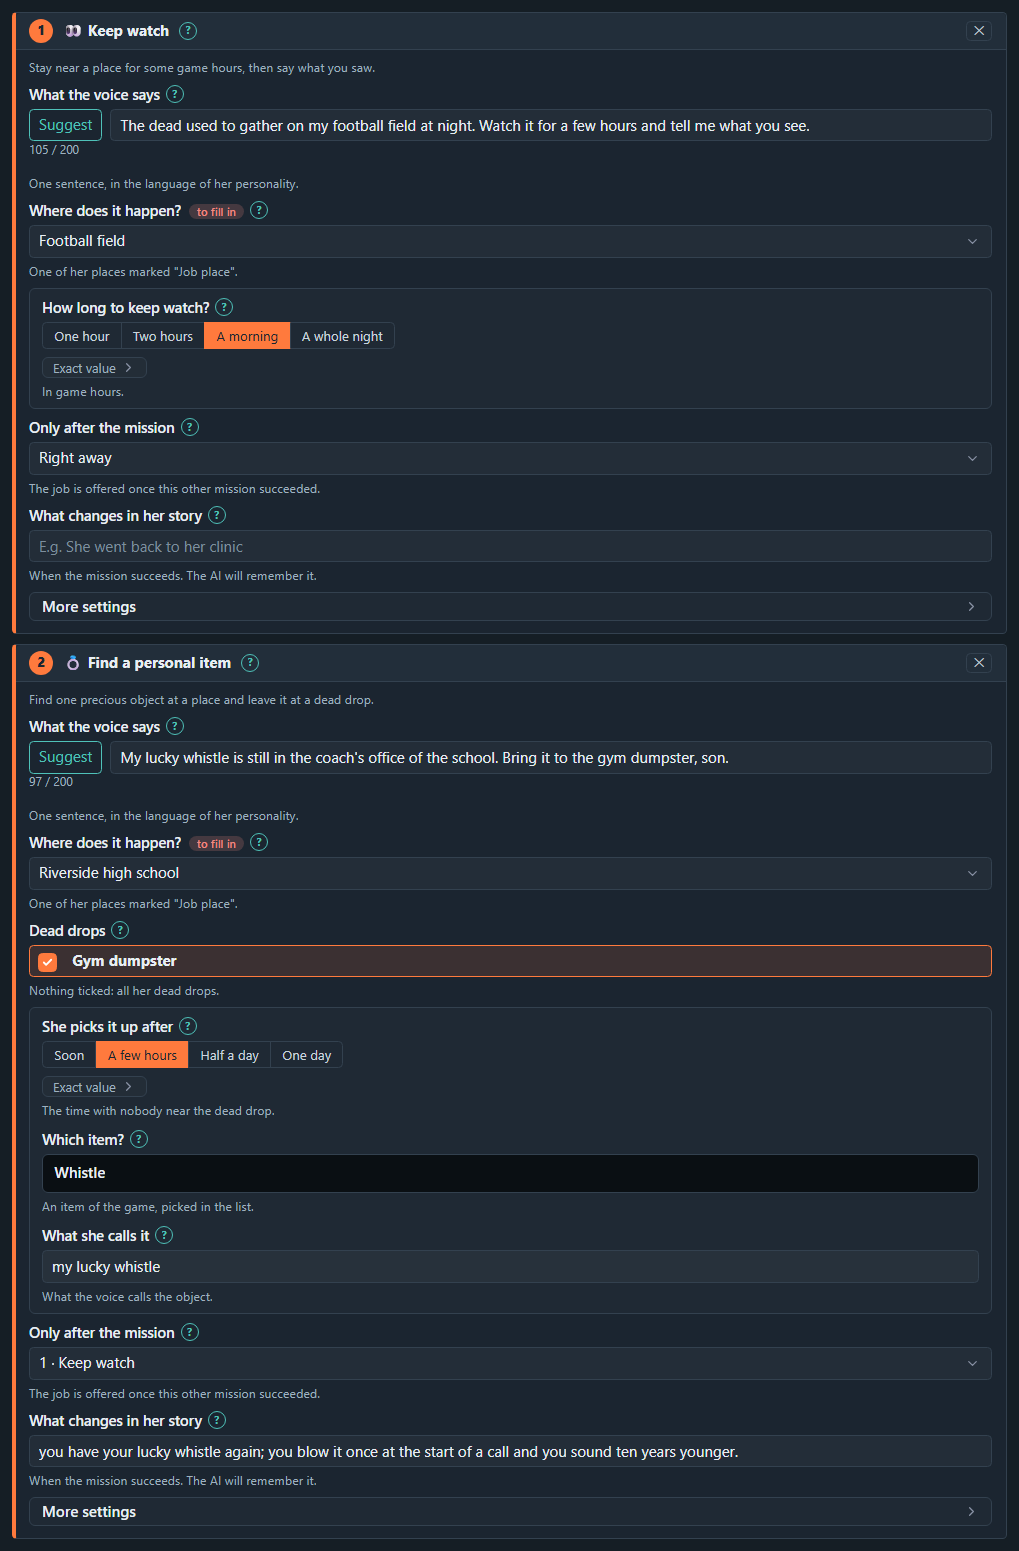 1 Keep watch ?
Stay near a place for some game hours, then say what you saw.
What the voice says ?
Suggest The dead used to gather on my football field at night. Watch it for a few hours and tell me what you see.
105 / 200
One sentence, in the language of her personality.
Where does it happen? to fill in ?
Football field
One of her places marked "Job place".
How long to keep watch? ?
One hour Two hours A morning A whole night
Exact value
In game hours.
Only after the mission ?
Right away
The job is offered once this other mission succeeded.
What changes in her story ?
E.g. She went back to her clinic
When the mission succeeds. The AI will remember it.
More settings
2 Find a personal item ?
Find one precious object at a place and leave it at a dead drop.
What the voice says ?
Suggest My lucky whistle is still in the coach's office of the school. Bring it to the gym dumpster, son.
97 / 200
One sentence, in the language of her personality.
Where does it happen? to fill in ?
Riverside high school
One of her places marked "Job place".
Dead drops ?
Gym dumpster
Nothing ticked: all her dead drops.
She picks it up after ?
Soon A few hours Half a day One day
Exact value
The time with nobody near the dead drop.
Which item? ?
Whistle
An item of the game, picked in the list.
What she calls it ?
my lucky whistle
What the voice calls the object.
Only after the mission ?
1 · Keep watch
The job is offered once this other mission succeeded.
What changes in her story ?
you have your lucky whistle again; you blow it once at the start of a call and you sound ten years younger.
When the mission succeeds. The AI will remember it.
More settings